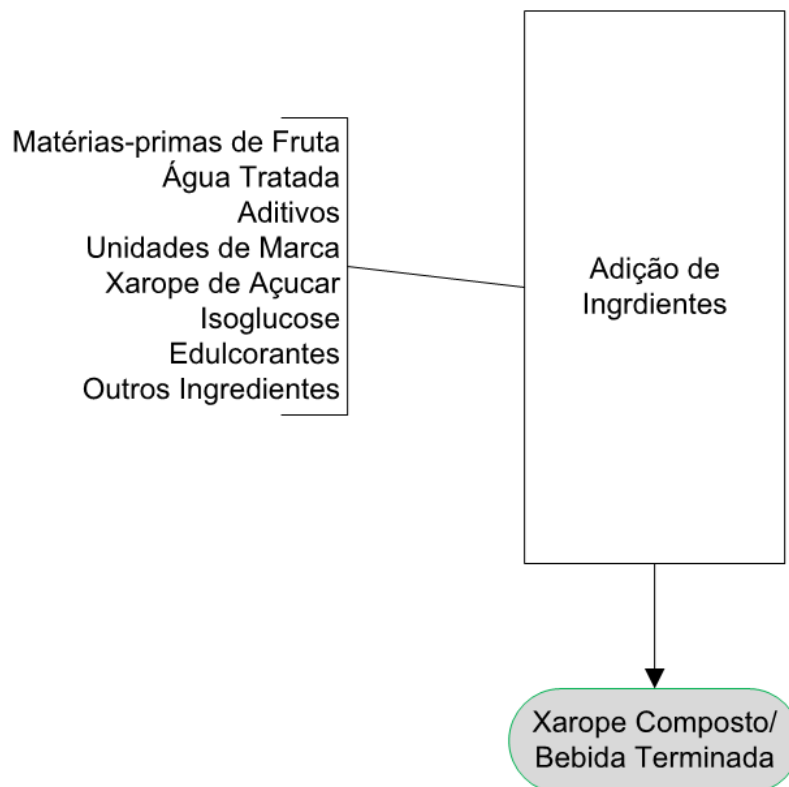 Matérias-primas de Fruta
Água Tratada
Aditivos
Unidades de Marca
Xarope de Açucar
Isoglucose
Edulcorantes
Outros Ingredientes
Adição de
Ingrdientes
Xarope Composto/
Bebida Terminada